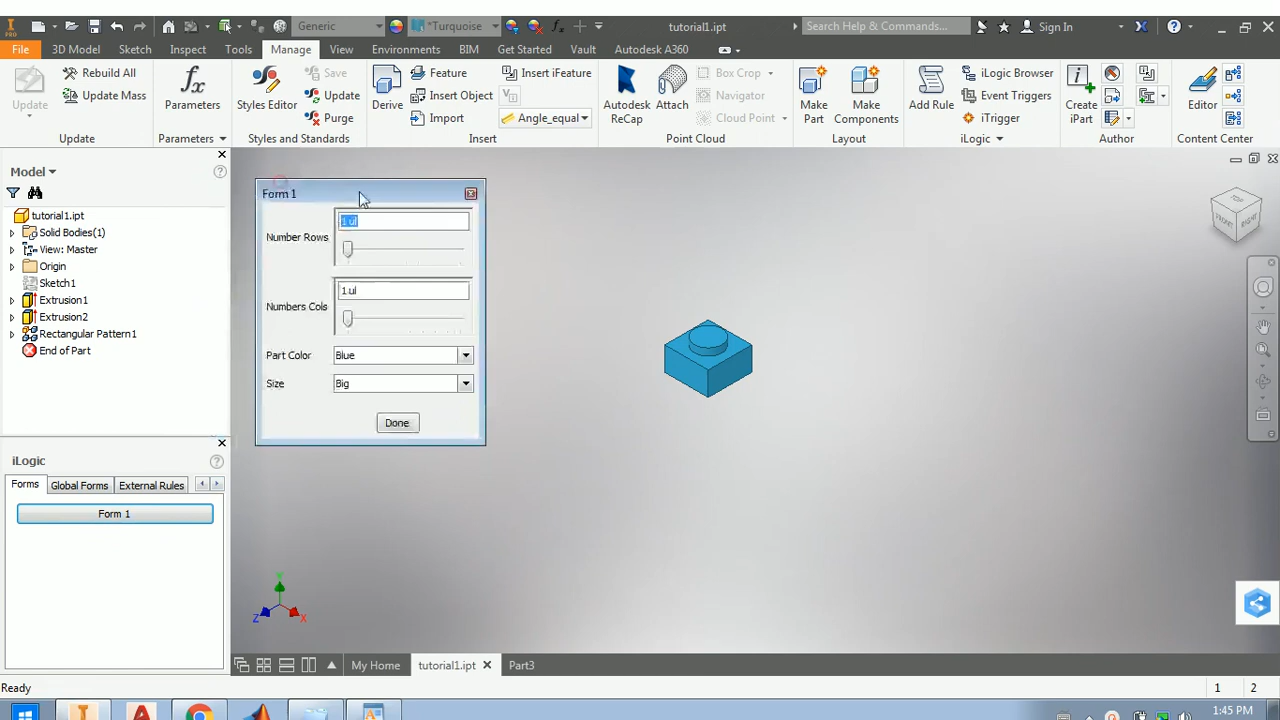 PRO
Generic
*Turquoise
fx
tutorial1.ipt
Search Help & Commands...
Sign In
File
3D Model
Sketch
Inspect
Tools
Manage
View
Environments
BIM
Get Started
Vault
Autodesk A360
Update
Rebuild All
Update Mass
Update
fx
Parameters
Parameters
Styles Editor
Save
Update
Purge
Styles and Standards
Derive
Feature
Insert Object
Import
Insert iFeature
Angle_equal
Insert
Autodesk ReCap
Attach
Box Crop
Navigator
Cloud Point
Point Cloud
Make Part
Make Components
Layout
Add Rule
iLogic Browser
Event Triggers
iTrigger
iLogic
Create iPart
Author
Editor
Content Center
Model
tutorial1.ipt
Solid Bodies(1)
View: Master
Origin
Sketch1
Extrusion1
Extrusion2
Rectangular Pattern1
End of Part
Form 1
Number Rows
1 ul
Numbers Cols
1 ul
Part Color
Blue
Size
Big
Done
FRONT
RIGHT
iLogic
Forms
Global Forms
External Rules
Form 1
Y
Z
X
My Home
tutorial1.ipt
Part3
Ready
1
2
1:45 PM